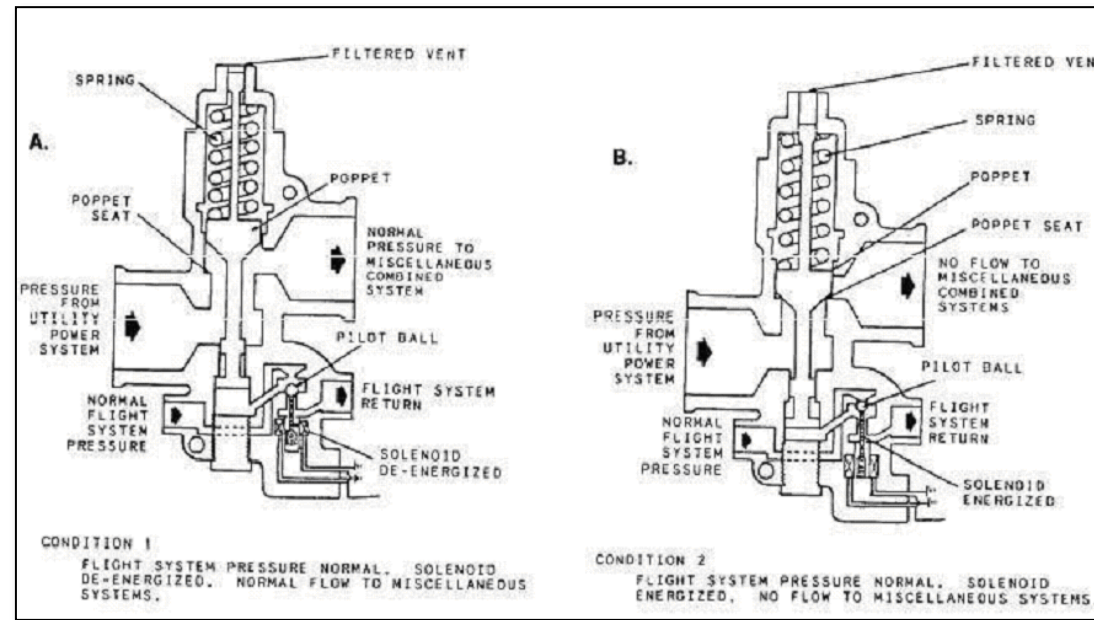 A.
FILTERED VENT
SPRING
POPPET
POPPET
SEAT
NORMAL
PRESSURE TO
MISCELLANEOUS
COMBINED
SYSTEM
PRESSURE
FROM
UTILITY
POWER
SYSTEM
PILOT BALL
NORMAL
FLIGHT
SYSTEM
PRESSURE
FLIGHT SYSTEM
RETURN
SOLENOID
DE-ENERGIZED
CONDITION 1
FLIGHT SYSTEM PRESSURE NORMAL. SOLENOID
DE-ENERGIZED. NORMAL FLOW TO MISCELLANEOUS
SYSTEMS.
B.
FILTERED VEN
SPRING
POPPET
POPPET SEAT
NO FLOW TO
MISCELLANEOUS
COMBINED
SYSTEMS
PRESSURE
FROM
UTILITY
POWER
SYSTEM
PILOT BALL
NORMAL
FLIGHT
SYSTEM
PRESSURE
FLIGHT
SYSTEM
RETURN
SOLENOID
ENERGIZED
CONDITION 2
FLIGHT SYSTEM PRESSURE NORMAL. SOLENOID
ENERGIZED. NO FLOW TO MISCELLANEOUS SYSTEMS